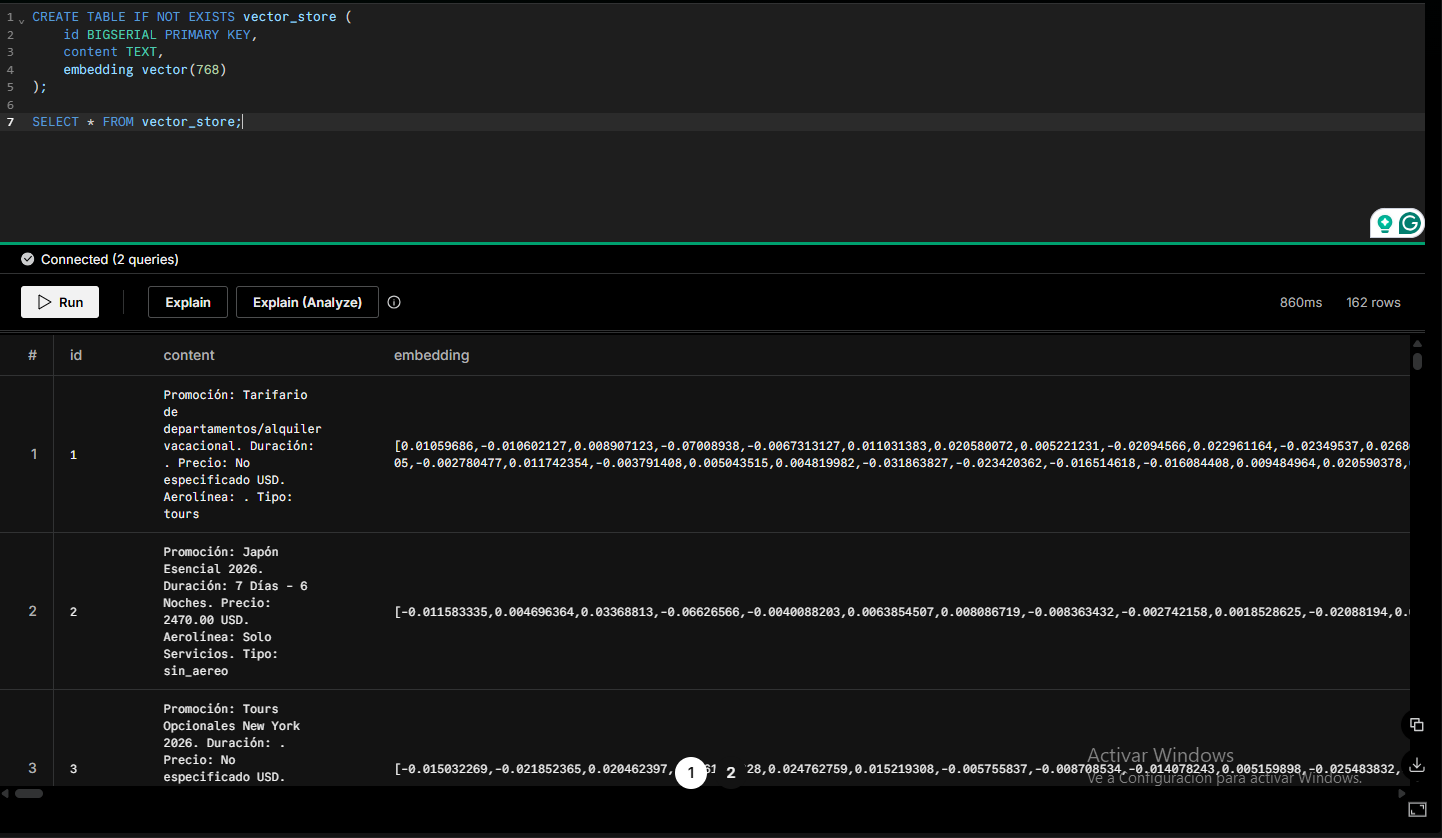 1 CREATE TABLE IF NOT EXISTS vector_store (
2 id BIGSERIAL PRIMARY KEY,
3 content TEXT,
4 embedding vector(768)
5 );
6
7 SELECT * FROM vector_store;
Connected (2 queries)
Run Explain Explain (Analyze) 860ms 162 rows
# id content embedding
1 1
Promoción: Tarifario
de
departamentos/alquiler
vacacional. Duración:
. Precio: No
especificado USD.
Aerolínea: . Tipo:
tours
[0.01059686,-0.010602127,0.008907123,-0.07008938,-0.0067313127,0.011031383,0.020580072,0.005221231,-0.02094566,0.022961164,-0.02349537,0.0268
05,-0.002780477,0.011742354,-0.003791408,0.005043515,0.004819982,-0.031863827,-0.023420362,-0.016514618,-0.016084408,0.009484964,0.020590378,
2 2
Promoción: Japón
Esencial 2026.
Duración: 7 Días - 6
Noches. Precio:
2470.00 USD.
Aerolínea: Solo
Servicios. Tipo:
sin_aereo
[-0.011583335,0.004696364,0.03368813,-0.06626566,-0.0040088203,0.0063854507,0.008086719,-0.008363432,-0.002742158,0.0018528625,-0.02088194,0.
3 3
Promoción: Tours
Opcionales New York
2026. Duración: .
Precio: No
especificado USD.
[-0.015032269,-0.021852365,0.020462397, 28,0.024762759,0.015219308,-0.005755837,-0.008708534,-0.014078243,0.005159898,-0.025483832,
1 2
Activar Windows
Ve a Configuración para activar Windows.